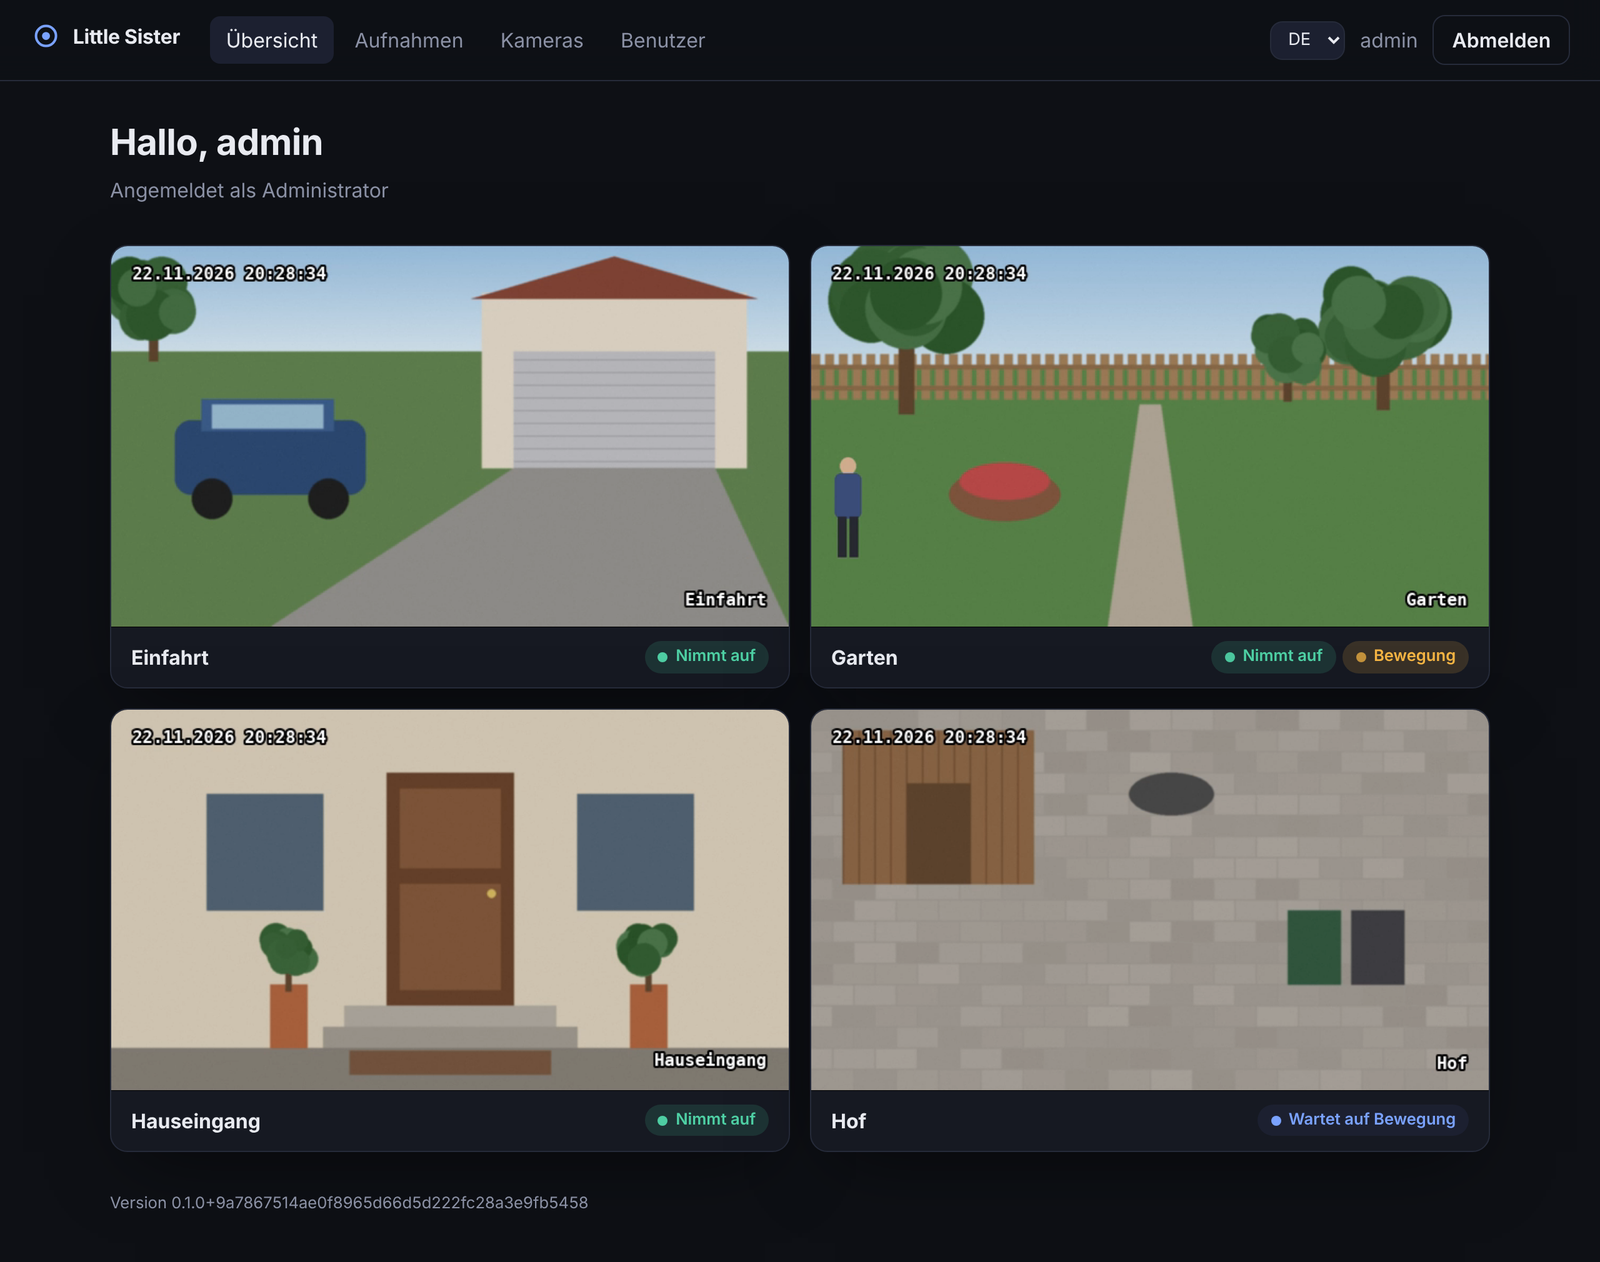 Little Sister
Übersicht
Aufnahmen
Kameras
Benutzer
DE
admin
Abmelden
Hallo, admin
Angemeldet als Administrator
22.11.2026 20:28:34
Einfahrt
Einfahrt
Nimmt auf
22.11.2026 20:28:34
Garten
Garten
Nimmt auf
Bewegung
22.11.2026 20:28:34
Hauseingang
Hauseingang
Nimmt auf
22.11.2026 20:28:34
Hof
Hof
Wartet auf Bewegung
Version 0.1.0+9a7867514ae0f8965d66d5d222fc28a3e9fb5458